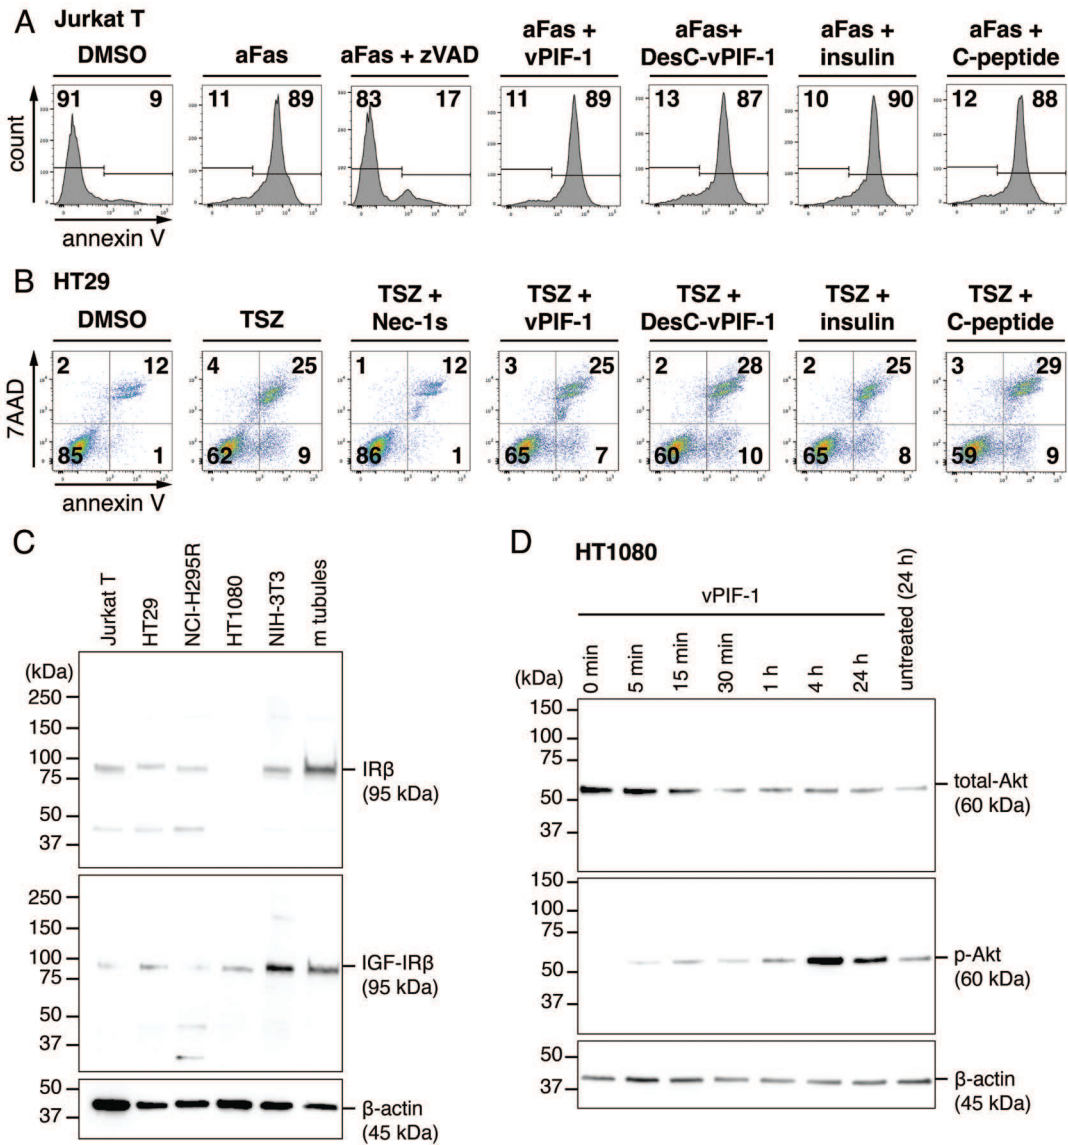 A Jurkat T
DMSO
aFas
aFas + zVAD
aFas +
vPIF-1
aFas+
DesC-vPIF-1
aFas +
insulin
aFas +
C-peptide
count
91 9
11 89
83 17
11 89
13 87
10 90
12 88
annexin V
B HT29
DMSO
TSZ
TSZ +
Nec-1s
TSZ +
vPIF-1
TSZ +
DesC-vPIF-1
TSZ +
insulin
TSZ +
C-peptide
7AAD
2 12
85 1
4 25
62 9
1 12
86 1
3 25
65 7
2 28
60 10
2 25
65 8
3 29
59 9
annexin V
C
Jurkat T
HT29
NCI-H295R
HT1080
NIH-3T3
m tubules
(kDa)
250
150
100
75
50
37
IRβ
(95 kDa)
250
150
100
75
50
37
IGF-IRβ
(95 kDa)
50
37
β-actin
(45 kDa)
D HT1080
vPIF-1
0 min
5 min
15 min
30 min
1 h
4 h
24 h
untreated (24 h)
(kDa)
150
100
75
50
37
total-Akt
(60 kDa)
150
100
75
50
37
p-Akt
(60 kDa)
50
37
β-actin
(45 kDa)